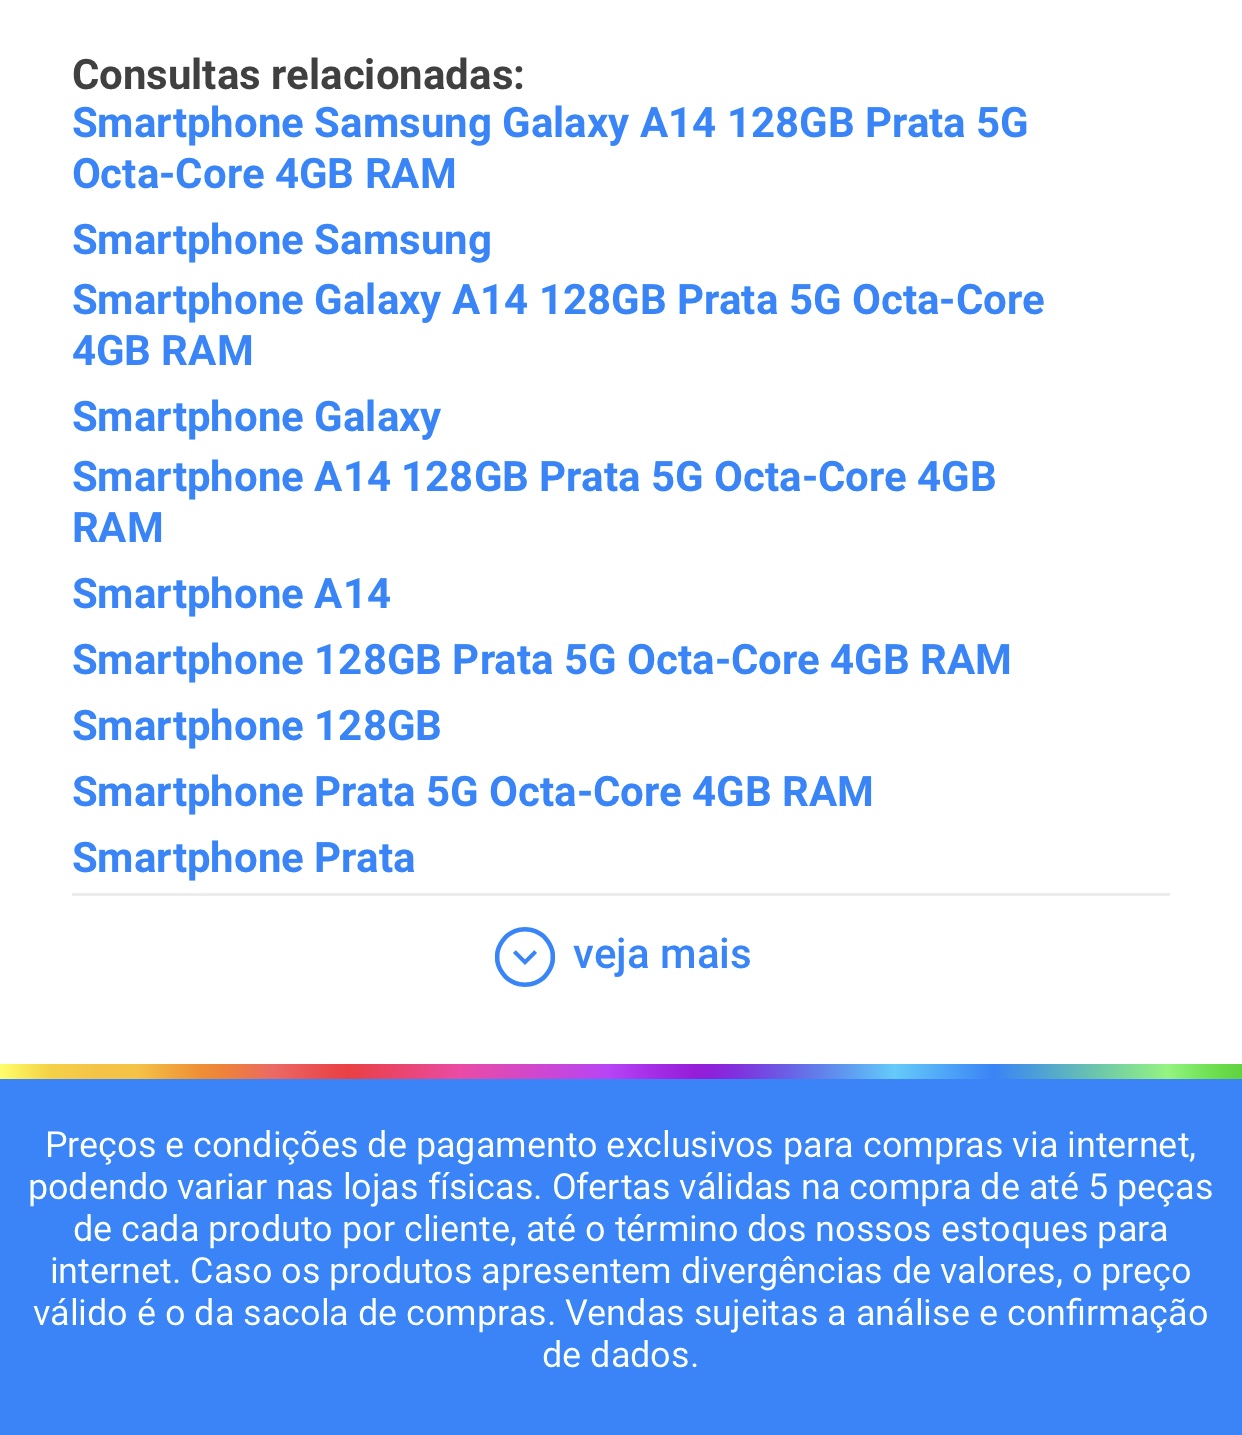 Consultas relacionadas:
Smartphone Samsung Galaxy A14 128GB Prata 5G
Octa-Core 4GB RAM
Smartphone Samsung
Smartphone Galaxy A14 128GB Prata 5G Octa-Core
4GB RAM
Smartphone Galaxy
Smartphone A14 128GB Prata 5G Octa-Core 4GB
RAM
Smartphone A14
Smartphone 128GB Prata 5G Octa-Core 4GB RAM
Smartphone 128GB
Smartphone Prata 5G Octa-Core 4GB RAM
Smartphone Prata
veja mais
Preços e condições de pagamento exclusivos para compras via internet,
podendo variar nas lojas físicas. Ofertas válidas na compra de até 5 peças
de cada produto por cliente, até o término dos nossos estoques para
internet. Caso os produtos apresentem divergências de valores, o preço
válido é o da sacola de compras. Vendas sujeitas a análise e confirmação
de dados.